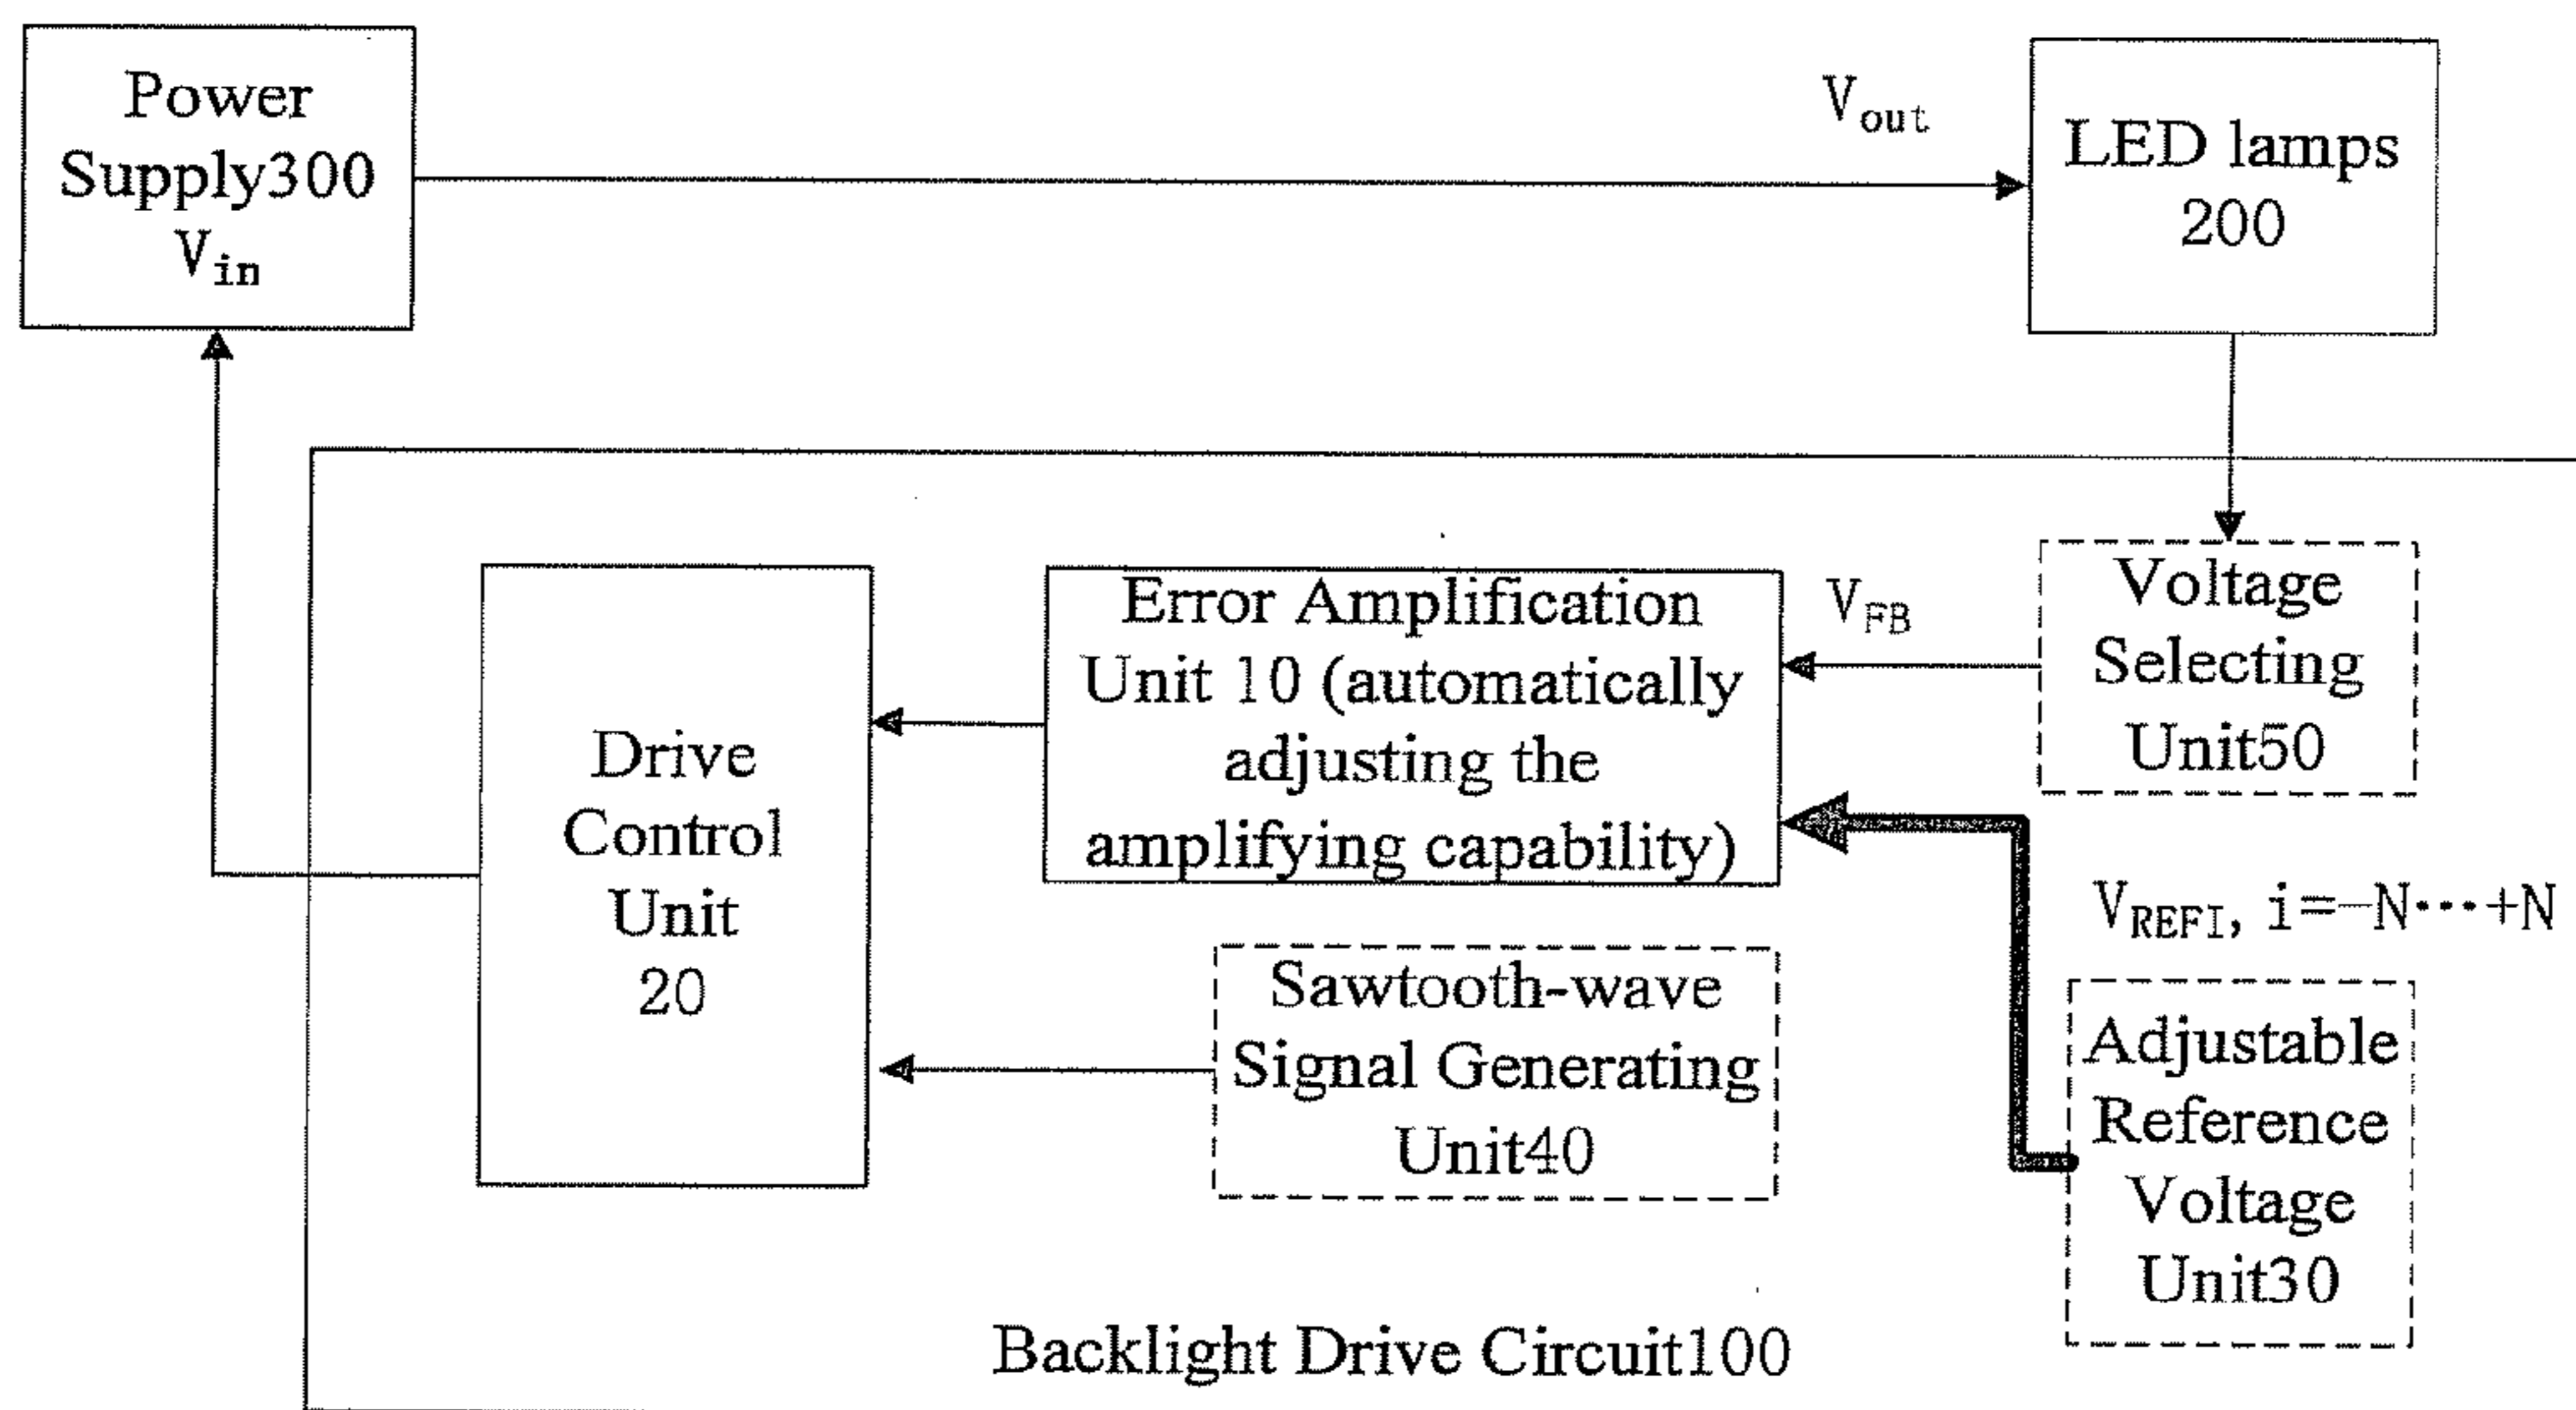 Power
Supply300
Vin
Vout
LED lamps
200
Drive
Control
Unit
20
Error Amplification
Unit 10 (automatically
adjusting the
amplifying capability)
VFB
Voltage
Selecting
Unit50
VREFI, i=-N···+N
Sawtooth-wave
Signal Generating
Unit40
Adjustable
Reference
Voltage
Unit30
Backlight Drive Circuit100